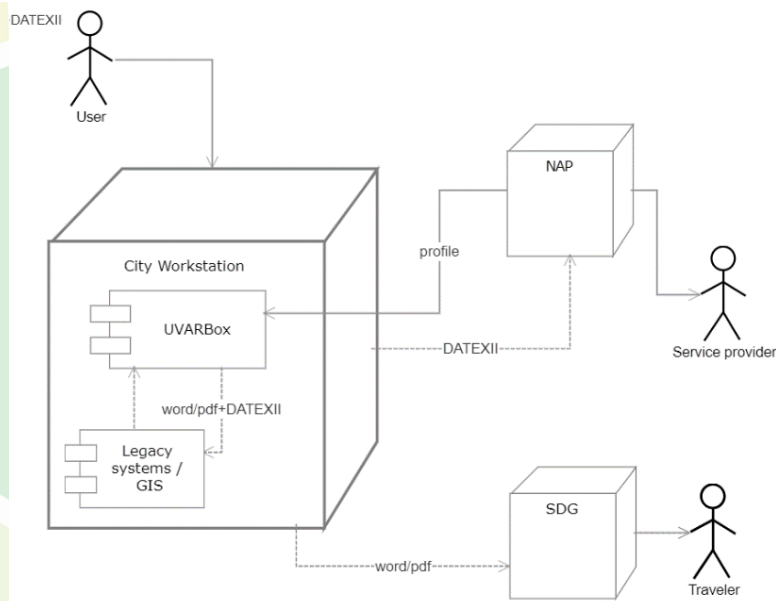 DATEXII
User
NAP
City Workstation
profile
UVARBox
DATEXII
Service provider
word/pdf+DATEXII
Legacy
systems /
GIS
SDG
word/pdf
Traveler